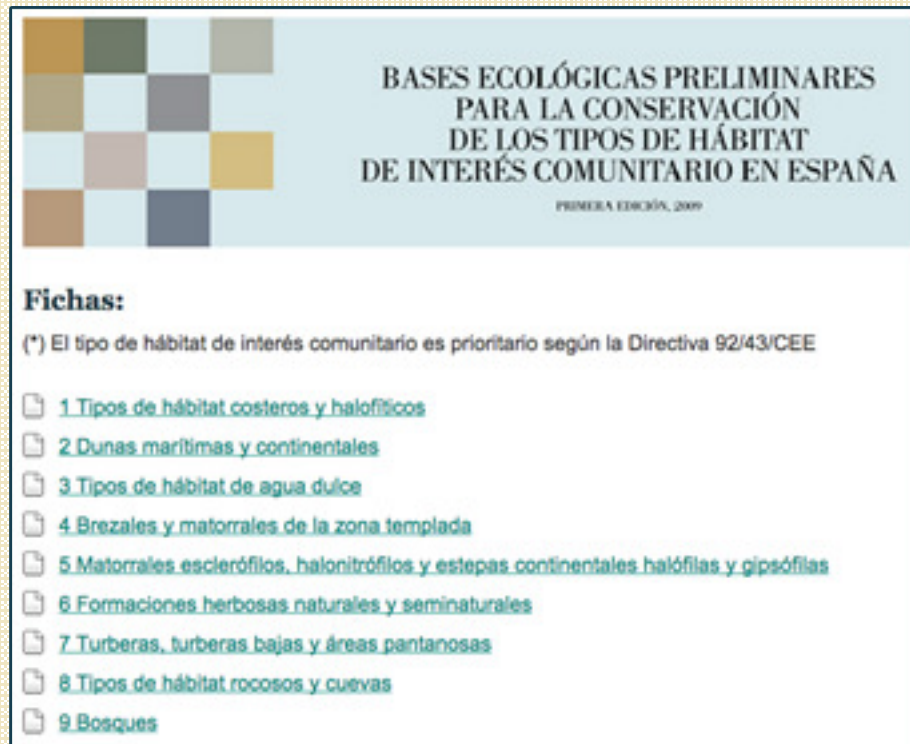 BASES ECOLÓGICAS PRELIMINARES
PARA LA CONSERVACIÓN
DE LOS TIPOS DE HÁBITAT
DE INTERÉS COMUNITARIO EN ESPAÑA
PRIMERA EDICIÓN, 2009
Fichas:
(*) El tipo de hábitat de interés comunitario es prioritario según la Directiva 92/43/CEE
1 Tipos de hábitat costeros y halofíticos
2 Dunas marítimas y continentales
3 Tipos de hábitat de agua dulce
4 Brezales y matorrales de la zona templada
5 Matorrales esclerófilos, halonitrófilos y estepas continentales halófilas y gipsófilas
6 Formaciones herbosas naturales y seminaturales
7 Turberas, turberas bajas y áreas pantanosas
8 Tipos de hábitat rocosos y cuevas
9 Bosques